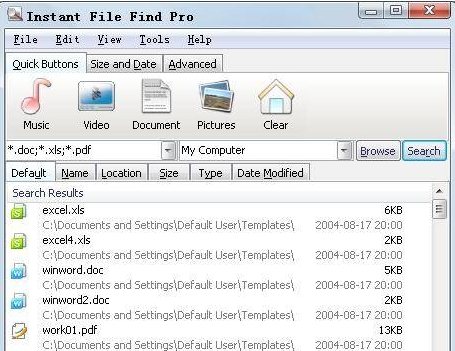 Instant File Find Pro
File Edit View Tools Help
Quick Buttons Size and Date Advanced
Music Video Document Pictures Clear
*.doc;*.xls;*.pdf My Computer Browse Search
Default Name Location Size Type Date Modified
Search Results
excel.xls 6KB
C:\Documents and Settings\Default User\Templates\ 2004-08-17 20:00
excel4.xls 2KB
C:\Documents and Settings\Default User\Templates\ 2004-08-17 20:00
winword.doc 5KB
C:\Documents and Settings\Default User\Templates\ 2004-08-17 20:00
winword2.doc 2KB
C:\Documents and Settings\Default User\Templates\ 2004-08-17 20:00
work01.pdf 13KB
C:\Documents and Settings\Default User\Templates\ 2004-08-17 20:00